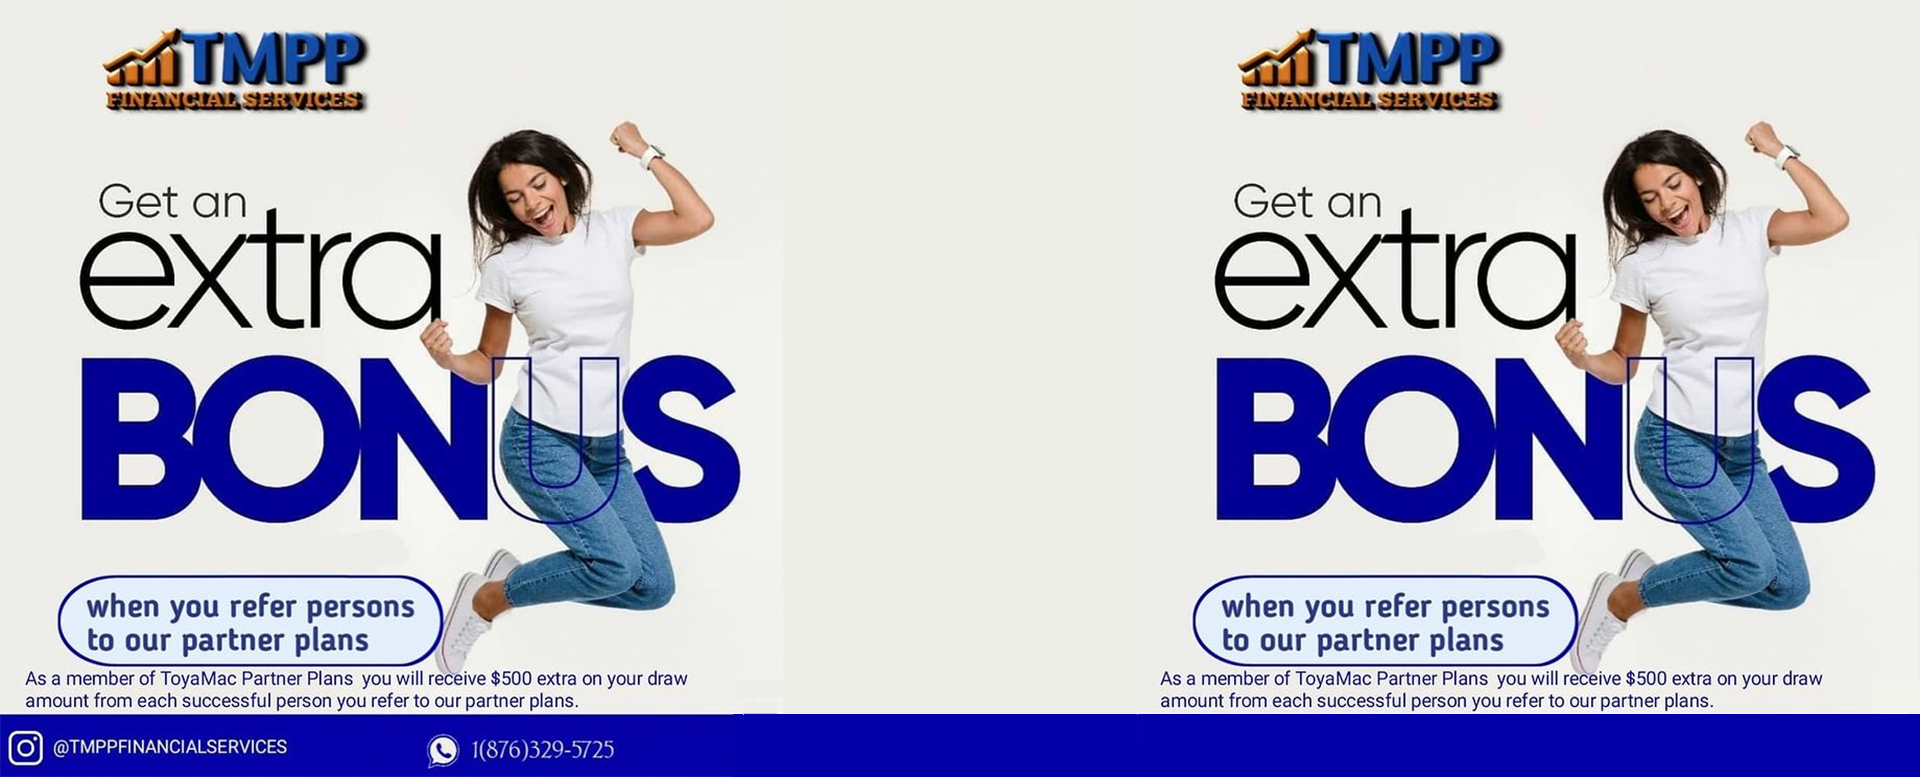 TMPP
FINANCIAL SERVICES
Get an
extra
BONUS
when you refer persons
to our partner plans
As a member of ToyaMac Partner Plans you will receive $500 extra on your draw
amount from each successful person you refer to our partner plans.
@TMPPFINANCIALSERVICES
1(876)329-5725
TMPP
FINANCIAL SERVICES
Get an
extra
BONUS
when you refer persons
to our partner plans
As a member of ToyaMac Partner Plans you will receive $500 extra on your draw
amount from each successful person you refer to our partner plans.